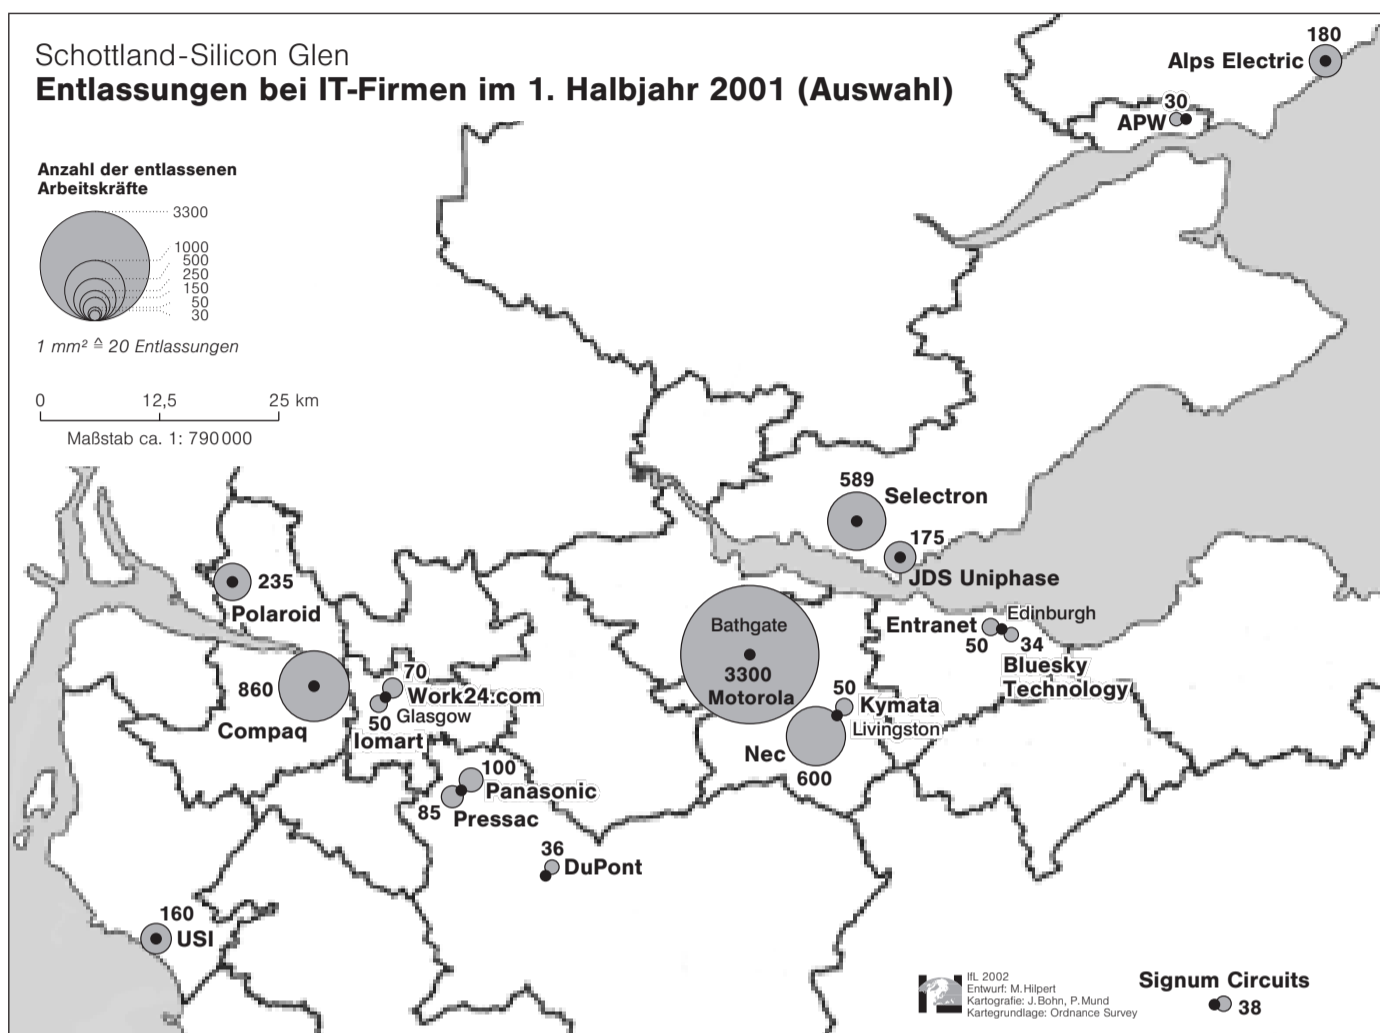 Schottland-Silicon Glen
Entlassungen bei IT-Firmen im 1. Halbjahr 2001 (Auswahl)
Anzahl der entlassenen
Arbeitskräfte
3300
1000
500
250
150
50
30
1 mm² ≙ 20 Entlassungen
0 12,5 25 km
Maßstab ca. 1: 790 000
180
Alps Electric
30
APW
589
Selectron
175
JDS Uniphase
235
Polaroid
Bathgate
3300
Motorola
Edinburgh
Entranet
50
34
Bluesky
Technology
860
Compaq
70
Work24.com
50 Glasgow
Iomart
50
Kymata
Livingston
Nec
600
100
Panasonic
85
Pressac
36
DuPont
160
USI
IfL 2002
Entwurf: M. Hilpert
Kartografie: J. Bohn, P. Mund
Kartegrundlage: Ordnance Survey
Signum Circuits
38